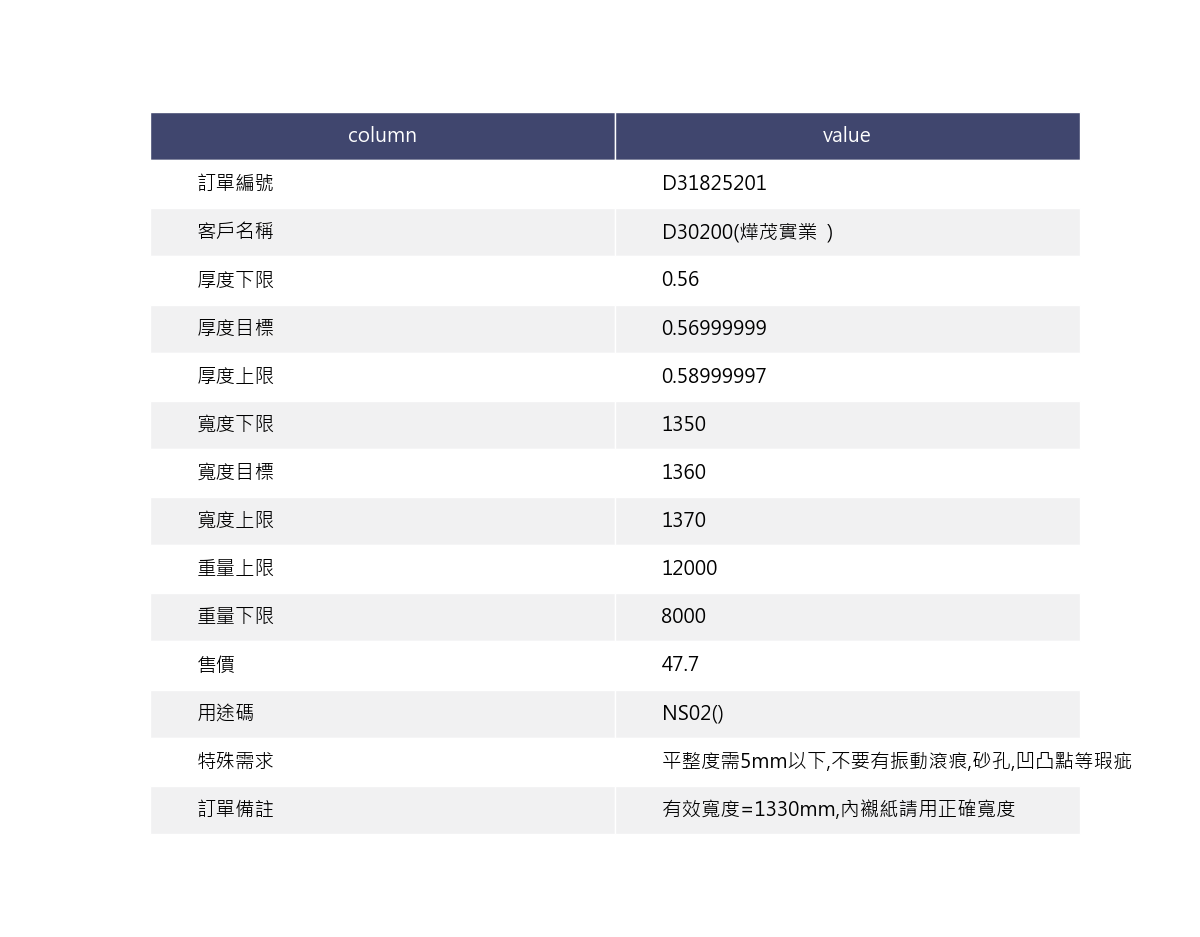 column value
訂單編號 D31825201
客戶名稱 D30200(燁茂實業 )
厚度下限 0.56
厚度目標 0.56999999
厚度上限 0.58999997
寬度下限 1350
寬度目標 1360
寬度上限 1370
重量上限 12000
重量下限 8000
售價 47.7
用途碼 NS02()
特殊需求 平整度需5mm以下,不要有振動滾痕,砂孔,凹凸點等瑕疵
訂單備註 有效寬度=1330mm,內襯紙請用正確寬度